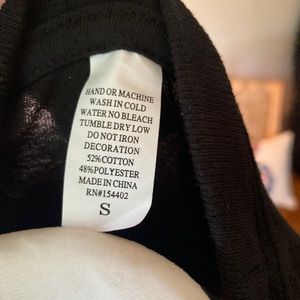 HAND OR MACHINE
WASH IN COLD
WATER NO BLEACH
TUMBLE DRY LOW
DO NOT IRON
DECORATION
52%COTTON
48%POLYESTER
MADE IN CHINA
RN#154402
S